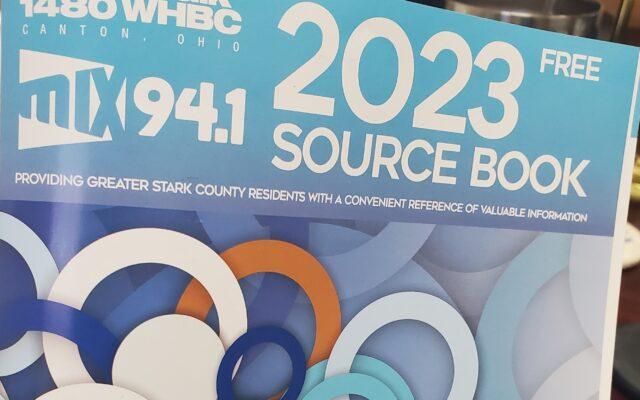 1480 WHBC
CANTON, OHIO
mix 94.1
2023
SOURCE BOOK
FREE
PROVIDING GREATER STARK COUNTY RESIDENTS WITH A CONVENIENT REFERENCE OF VALUABLE INFORMATION